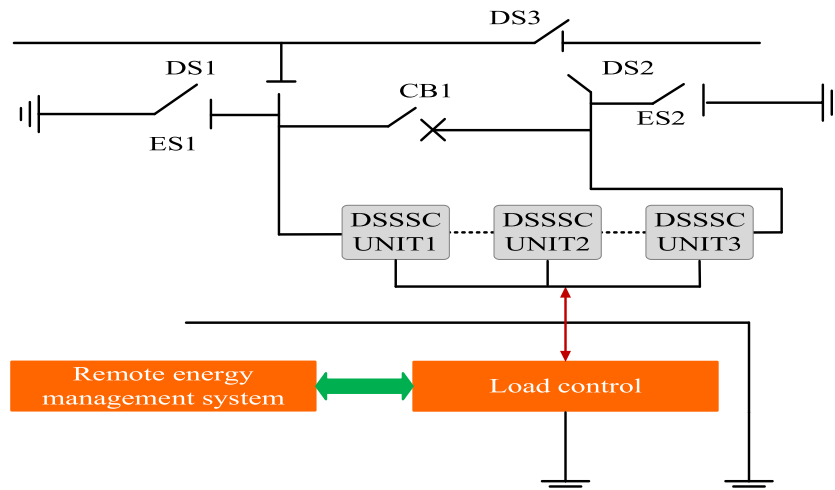 DS3
DS1
CB1
DS2
ES1
ES2
DSSSC
UNIT1
DSSSC
UNIT2
DSSSC
UNIT3
Remote energy
management system
Load control